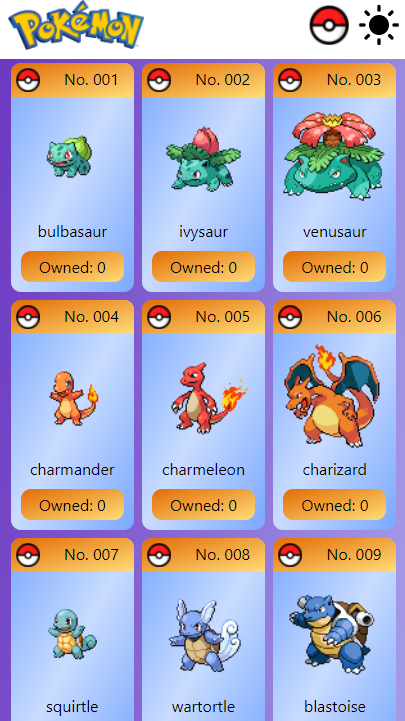 Pokémon
No. 001 No. 002 No. 003
bulbasaur ivysaur venusaur
Owned: 0 Owned: 0 Owned: 0
No. 004 No. 005 No. 006
charmander charmeleon charizard
Owned: 0 Owned: 0 Owned: 0
No. 007 No. 008 No. 009
squirtle wartortle blastoise